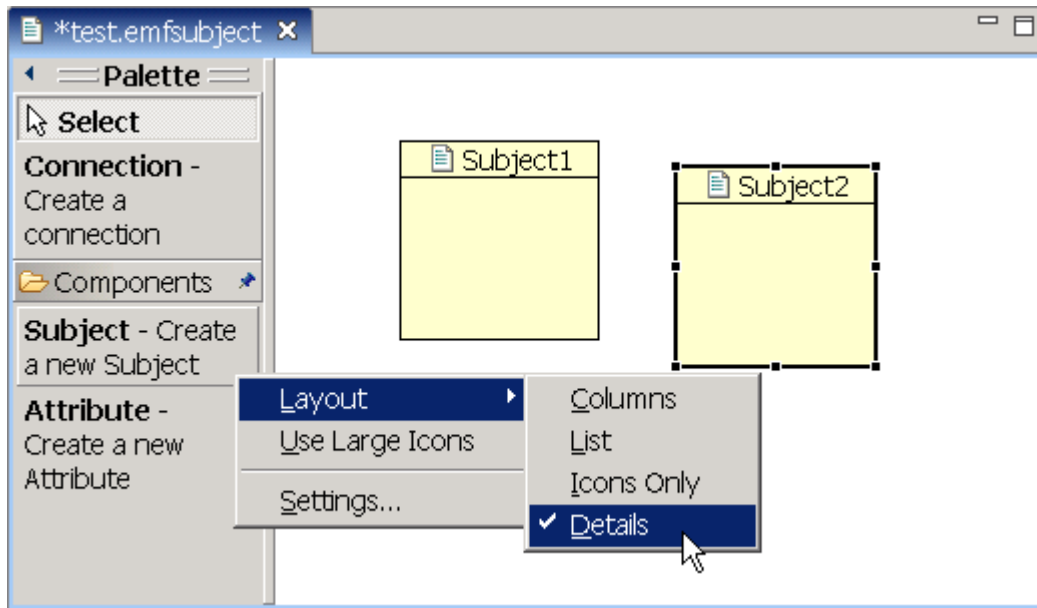 *test.emfsubject
Palette
Select
Connection -
Create a
connection
Components
Subject - Create
a new Subject
Attribute -
Create a new
Attribute
Subject1
Subject2
Layout
Use Large Icons
Settings...
Columns
List
Icons Only
Details